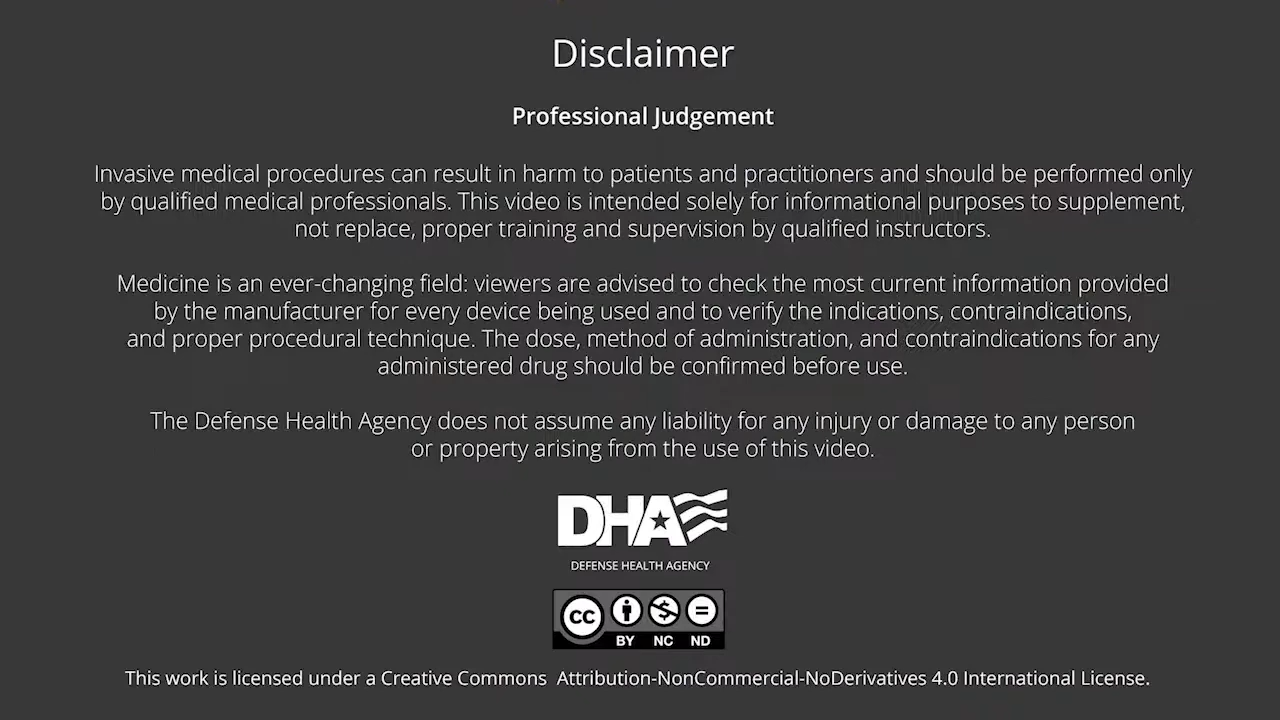 Disclaimer
Professional Judgement
Invasive medical procedures can result in harm to patients and practitioners and should be performed only
by qualified medical professionals. This video is intended solely for informational purposes to supplement,
not replace, proper training and supervision by qualified instructors.
Medicine is an ever-changing field: viewers are advised to check the most current information provided
by the manufacturer for every device being used and to verify the indications, contraindications,
and proper procedural technique. The dose, method of administration, and contraindications for any
administered drug should be confirmed before use.
The Defense Health Agency does not assume any liability for any injury or damage to any person
or property arising from the use of this video.
DHA
DEFENSE HEALTH AGENCY
CC
BY NC ND
This work is licensed under a Creative Commons Attribution-NonCommercial-NoDerivatives 4.0 International License.